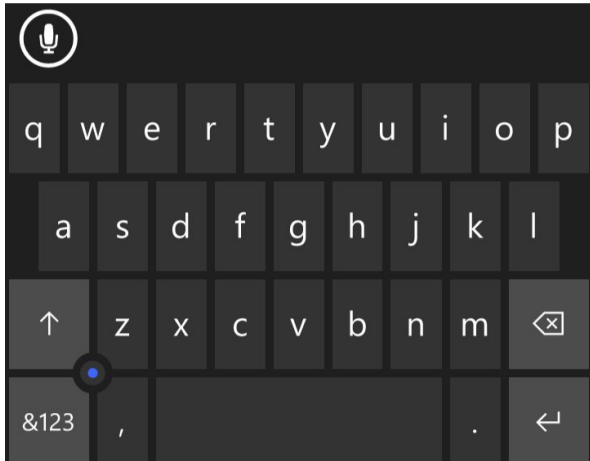 q w e r t y u i o p
a s d f g h j k l
↑ z x c v b n m
&123 , .